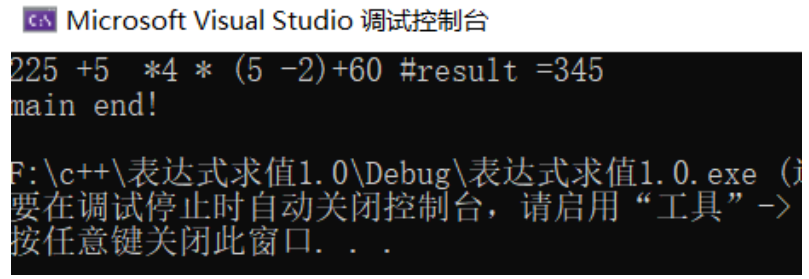 Microsoft Visual Studio 调试控制台
225 +5  *4 * (5 -2)+60 #result =345
main end!
F:\c++\表达式求值1.0\Debug\表达式求值1.0.exe (
要在调试停止时自动关闭控制台，请启用“工具”->
按任意键关闭此窗口. . .